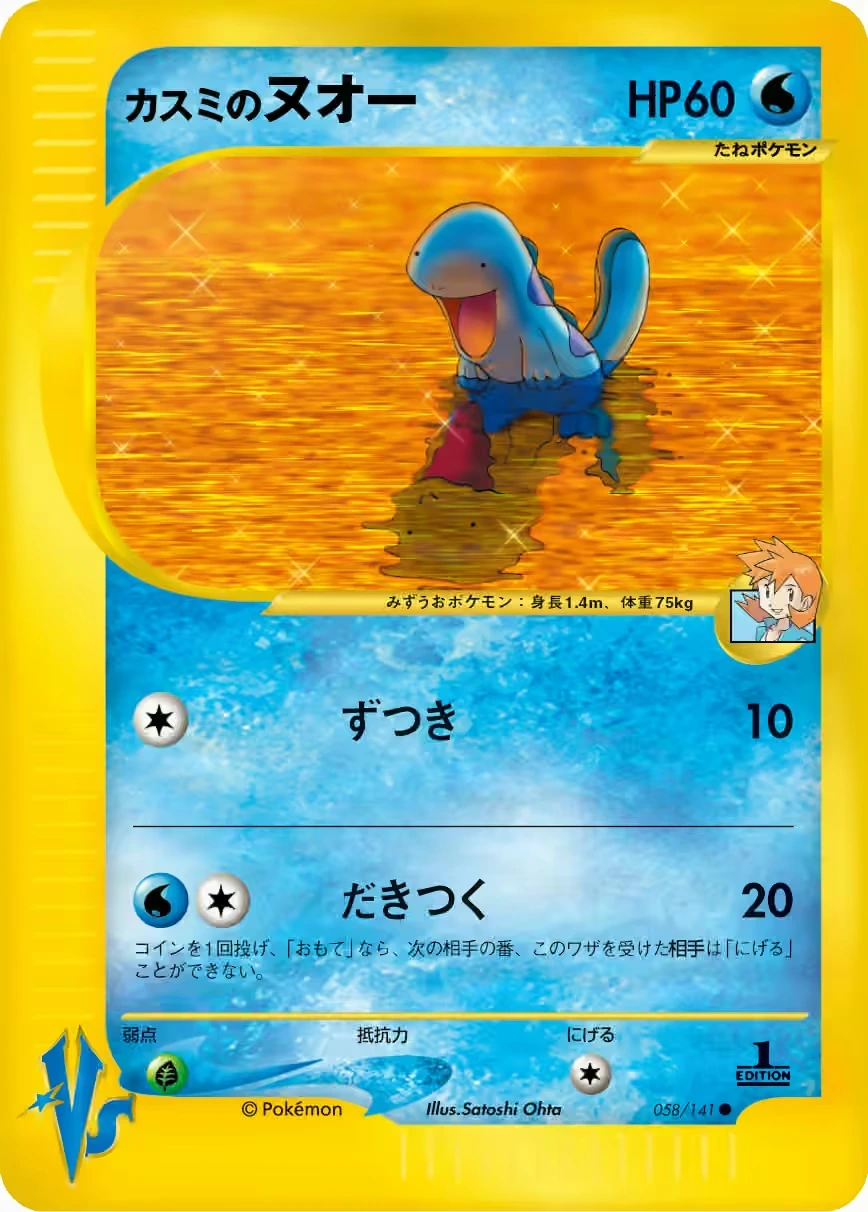 カスミのヌオー HP60
たねポケモン
みずうおポケモン：身長1.4m、体重75kg
ずつき 10
だきつく 20
コインを1回投げ、「おもて」なら、次の相手の番、このワザを受けた相手は「にげる」
ことができない。
弱点 抵抗力 にげる
1
EDITION
VS
© Pokémon Illus.Satoshi Ohta 058/141 ●